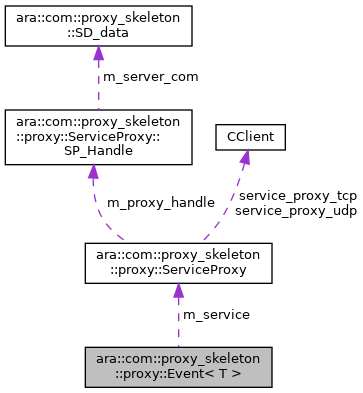 ara::com::proxy_skeleton
::SD_data
m_server_com
ara::com::proxy_skeleton
::proxy::ServiceProxy::
SP_Handle
CClient
m_proxy_handle
service_proxy_tcp
service_proxy_udp
ara::com::proxy_skeleton
::proxy::ServiceProxy
m_service
ara::com::proxy_skeleton
::proxy::Event< T >